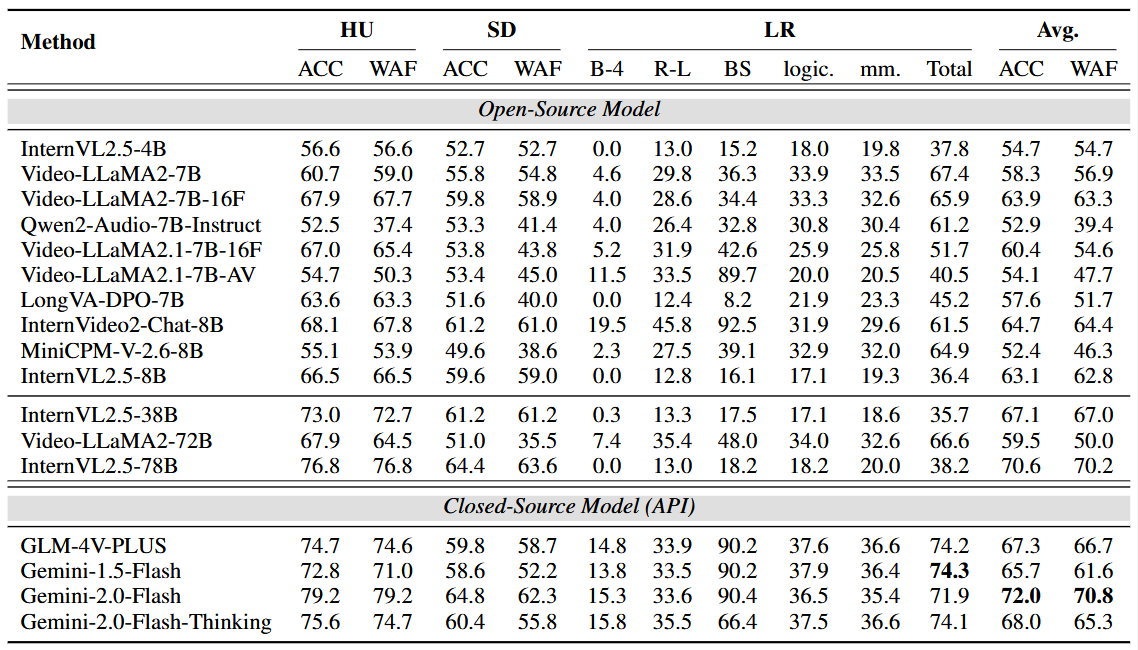 Method HU SD LR Avg.
ACC WAF ACC WAF B-4 R-L BS logic. mm. Total ACC WAF
Open-Source Model
InternVL2.5-4B 56.6 56.6 52.7 52.7 0.0 13.0 15.2 18.0 19.8 37.8 54.7 54.7
Video-LLaMA2-7B 60.7 59.0 55.8 54.8 4.6 29.8 36.3 33.9 33.5 67.4 58.3 56.9
Video-LLaMA2-7B-16F 67.9 67.7 59.8 58.9 4.0 28.6 34.4 33.3 32.6 65.9 63.9 63.3
Qwen2-Audio-7B-Instruct 52.5 37.4 53.3 41.4 4.0 26.4 32.8 30.8 30.4 61.2 52.9 39.4
Video-LLaMA2.1-7B-16F 67.0 65.4 53.8 43.8 5.2 31.9 42.6 25.9 25.8 51.7 60.4 54.6
Video-LLaMA2.1-7B-AV 54.7 50.3 53.4 45.0 11.5 33.5 89.7 20.0 20.5 40.5 54.1 47.7
LongVA-DPO-7B 63.6 63.3 51.6 40.0 0.0 12.4 8.2 21.9 23.3 45.2 57.6 51.7
InternVideo2-Chat-8B 68.1 67.8 61.2 61.0 19.5 45.8 92.5 31.9 29.6 61.5 64.7 64.4
MiniCPM-V-2.6-8B 55.1 53.9 49.6 38.6 2.3 27.5 39.1 32.9 32.0 64.9 52.4 46.3
InternVL2.5-8B 66.5 66.5 59.6 59.0 0.0 12.8 16.1 17.1 19.3 36.4 63.1 62.8
InternVL2.5-38B 73.0 72.7 61.2 61.2 0.3 13.3 17.5 17.1 18.6 35.7 67.1 67.0
Video-LLaMA2-72B 67.9 64.5 51.0 35.5 7.4 35.4 48.0 34.0 32.6 66.6 59.5 50.0
InternVL2.5-78B 76.8 76.8 64.4 63.6 0.0 13.0 18.2 18.2 20.0 38.2 70.6 70.2
Closed-Source Model (API)
GLM-4V-PLUS 74.7 74.6 59.8 58.7 14.8 33.9 90.2 37.6 36.6 74.2 67.3 66.7
Gemini-1.5-Flash 72.8 71.0 58.6 52.2 13.8 33.5 90.2 37.9 36.4 74.3 65.7 61.6
Gemini-2.0-Flash 79.2 79.2 64.8 62.3 15.3 33.6 90.4 36.5 35.4 71.9 72.0 70.8
Gemini-2.0-Flash-Thinking 75.6 74.7 60.4 55.8 15.8 35.5 66.4 37.5 36.6 74.1 68.0 65.3